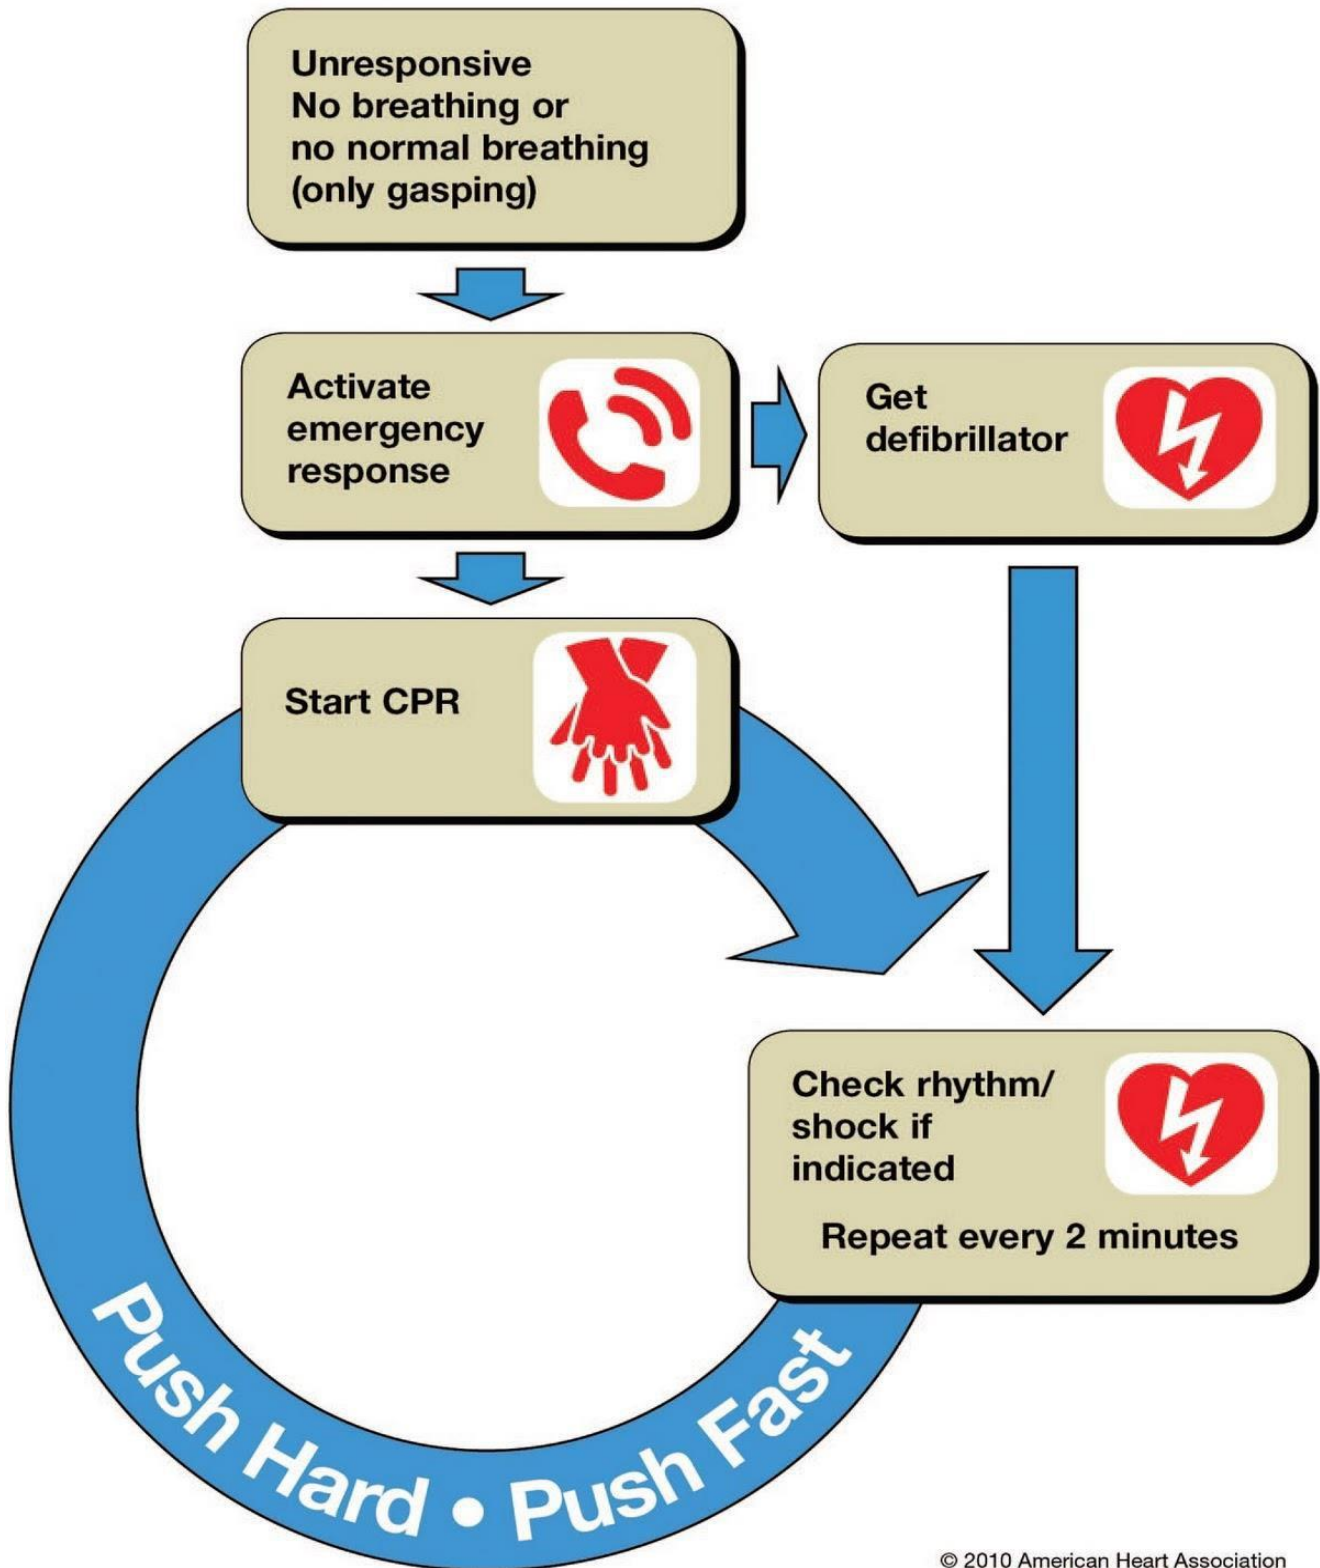 Unresponsive
No breathing or
no normal breathing
(only gasping)
Activate
emergency
response
Get
defibrillator
Start CPR
Check rhythm/
shock if
indicated
Repeat every 2 minutes
Push Hard • Push Fast
© 2010 American Heart Association